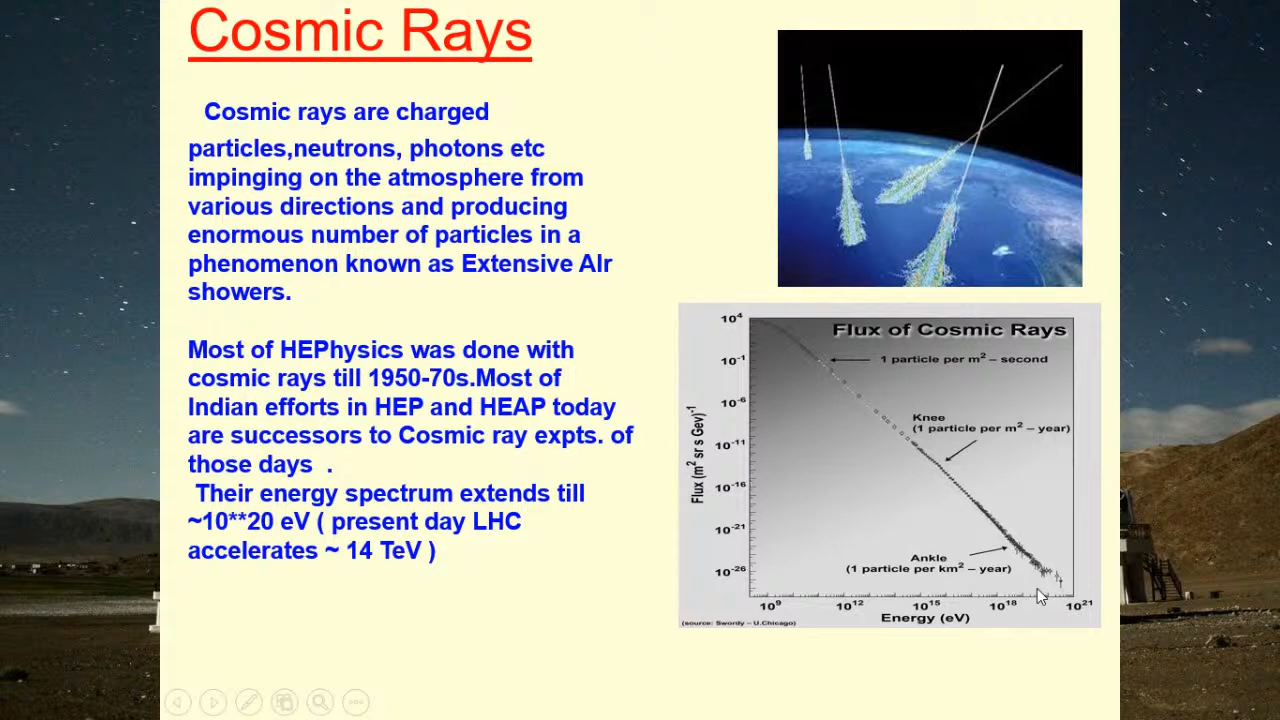 Cosmic Rays
Cosmic rays are charged
particles,neutrons, photons etc
impinging on the atmosphere from
various directions and producing
enormous number of particles in a
phenomenon known as Extensive AIr
showers.
Most of HEPhysics was done with
cosmic rays till 1950-70s.Most of
Indian efforts in HEP and HEAP today
are successors to Cosmic ray expts. of
those days .
Their energy spectrum extends till
~10**20 eV ( present day LHC
accelerates ~ 14 TeV )
Flux of Cosmic Rays
1 particle per m² – second
Knee
(1 particle per m² – year)
Ankle
(1 particle per km² – year)
Flux (m² sr s Gev)⁻¹
10⁴
10⁻¹
10⁻⁶
10⁻¹¹
10⁻¹⁶
10⁻²¹
10⁻²⁶
10⁹ 10¹² 10¹⁵ 10¹⁸ 10²¹
Energy (eV)
(source: Swordy – U.Chicago)